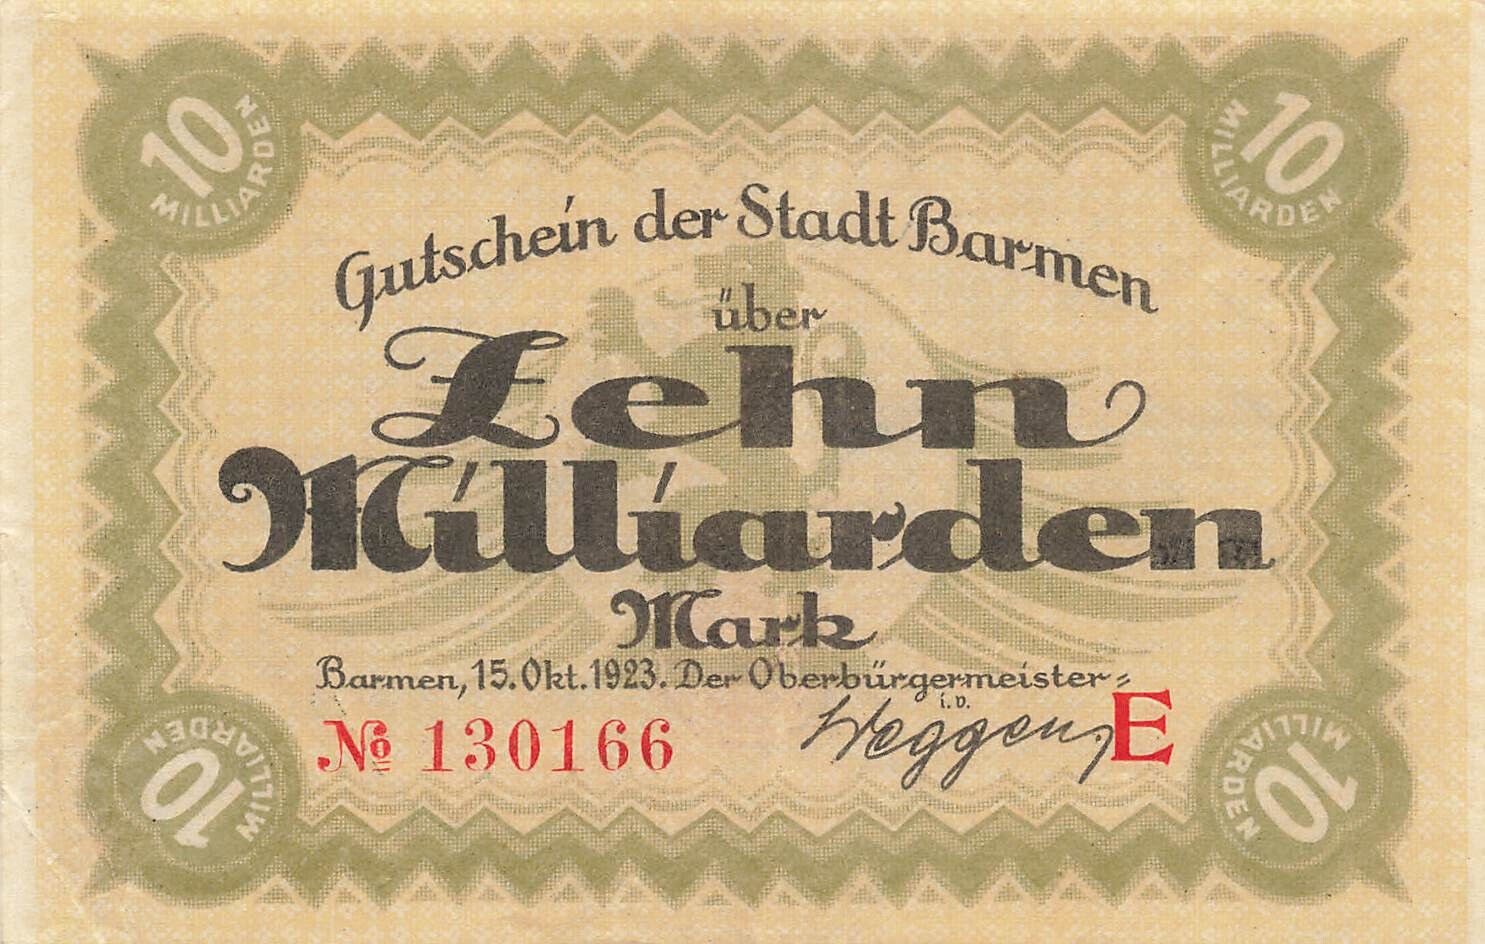 10 MILLIARDEN
10 MILLIARDEN
Gutschein der Stadt Barmen
über
Zehn
Milliarden
Mark
Barmen, 15. Okt. 1923. Der Oberbürgermeister:
i.v.
№ 130166
E
10 MILLIARDEN
10 MILLIARDEN